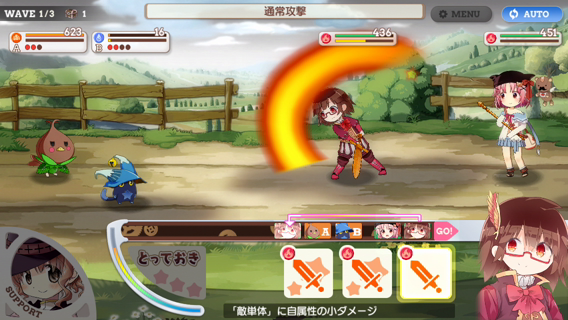 WAVE 1/3 1
通常攻撃
MENU
AUTO
623
A
16
B
436
451
A B GO!
とっておき
SUPPORT
「敵単体」に自属性の小ダメージ